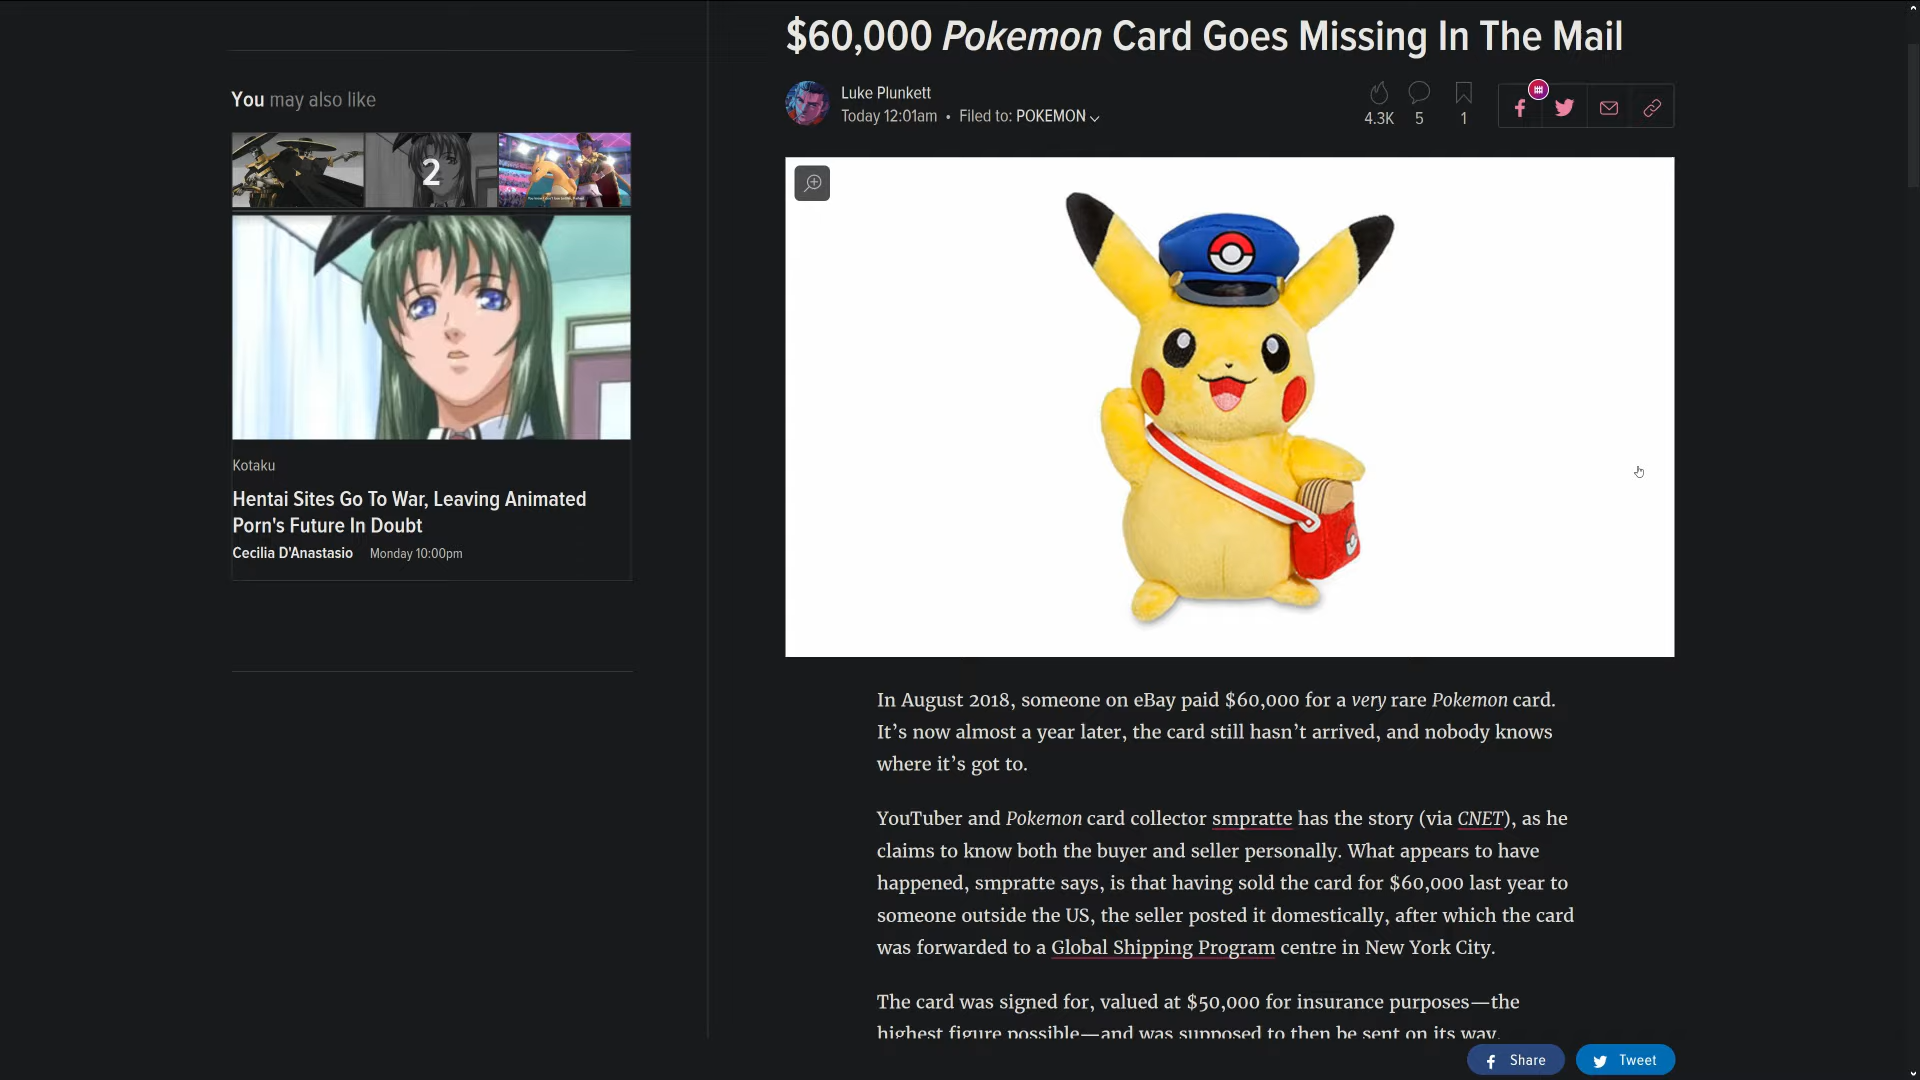 $60,000 Pokemon Card Goes Missing In The Mail
Luke Plunkett
Today 12:01am • Filed to: POKEMON
4.3K
5
1
You may also like
2
Kotaku
Hentai Sites Go To War, Leaving Animated
Porn's Future In Doubt
Cecilia D'Anastasio Monday 10:00pm
In August 2018, someone on eBay paid $60,000 for a very rare Pokemon card.
It’s now almost a year later, the card still hasn’t arrived, and nobody knows
where it’s got to.
YouTuber and Pokemon card collector smpratte has the story (via CNET), as he
claims to know both the buyer and seller personally. What appears to have
happened, smpratte says, is that having sold the card for $60,000 last year to
someone outside the US, the seller posted it domestically, after which the card
was forwarded to a Global Shipping Program centre in New York City.
The card was signed for, valued at $50,000 for insurance purposes—the
highest figure possible—and was supposed to then be sent on its way.
Share
Tweet